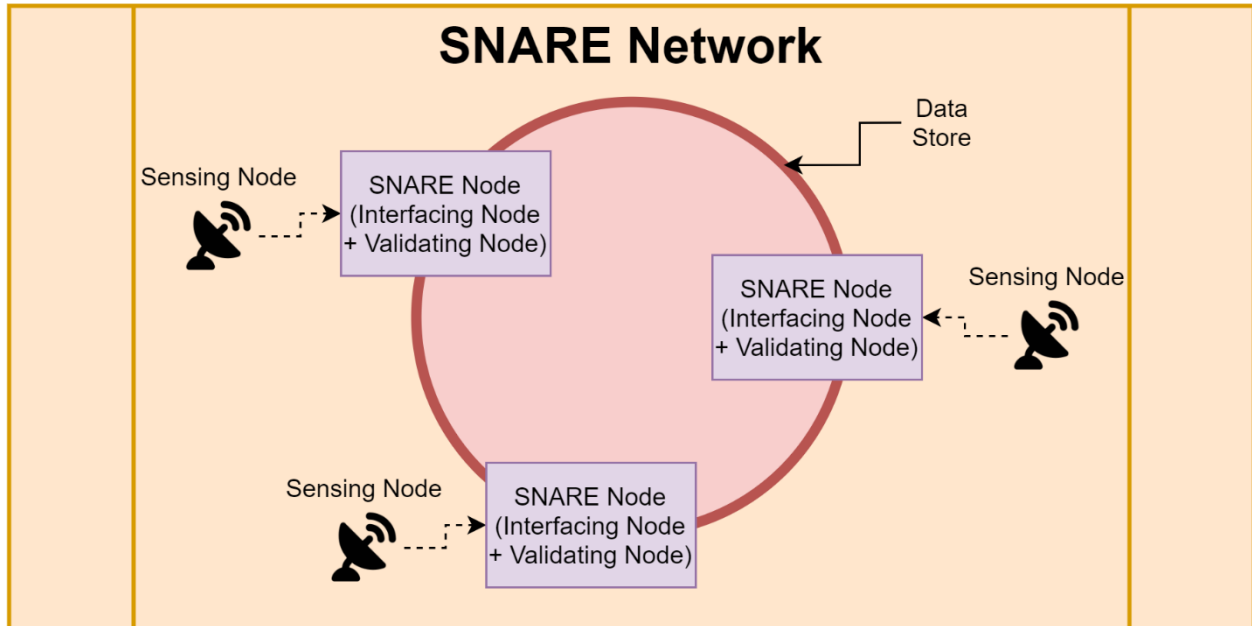 SNARE Network
Data
Store
Sensing Node
SNARE Node
(Interfacing Node
+ Validating Node)
SNARE Node
(Interfacing Node
+ Validating Node)
Sensing Node
Sensing Node
SNARE Node
(Interfacing Node
+ Validating Node)